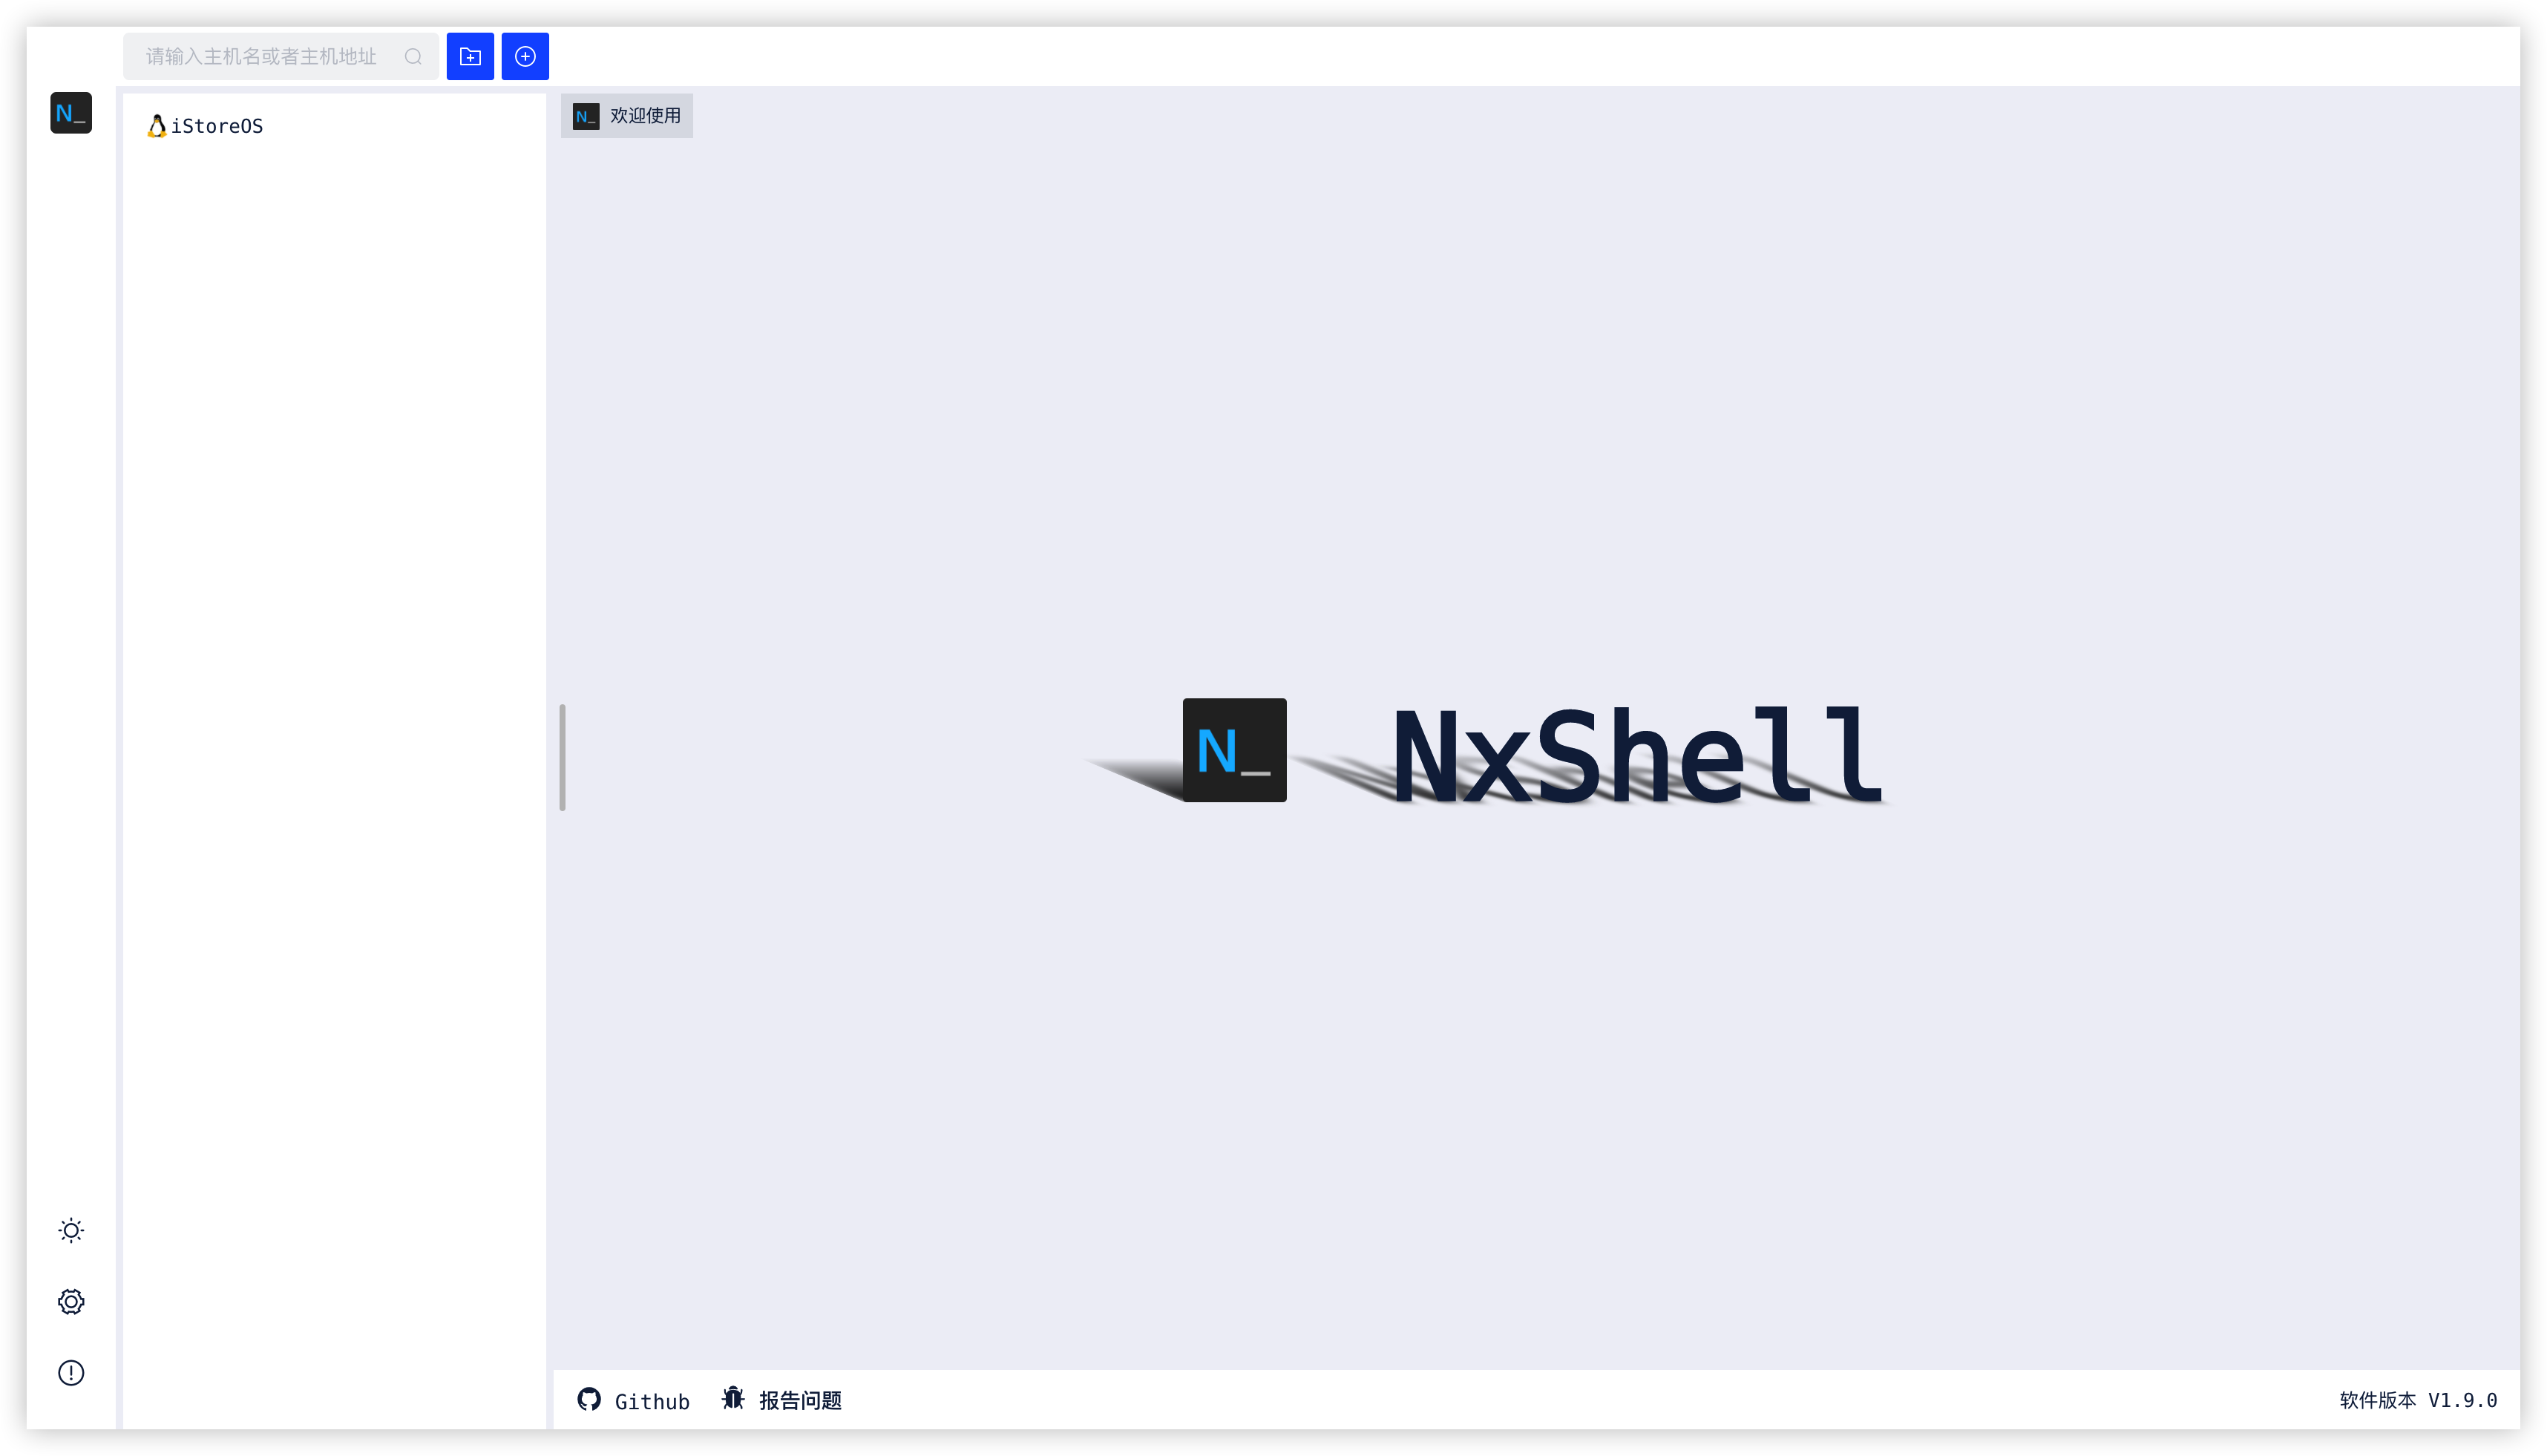 请输入主机名或者主机地址
N_
iStoreOS
N_ 欢迎使用
N_ NxShell
Github 报告问题 软件版本 V1.9.0